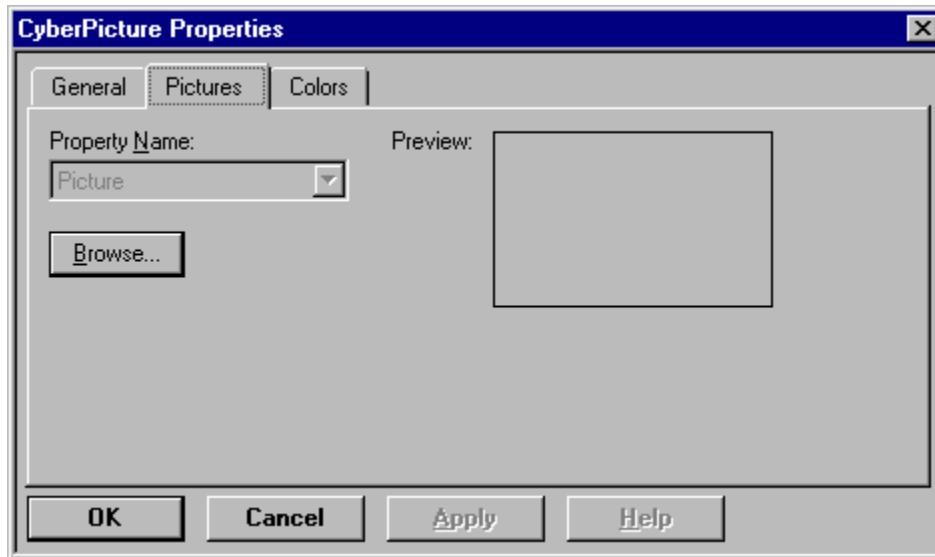 CyberPicture Properties
General Pictures Colors
Property Name: Preview:
Picture
Browse...
OK Cancel Apply Help